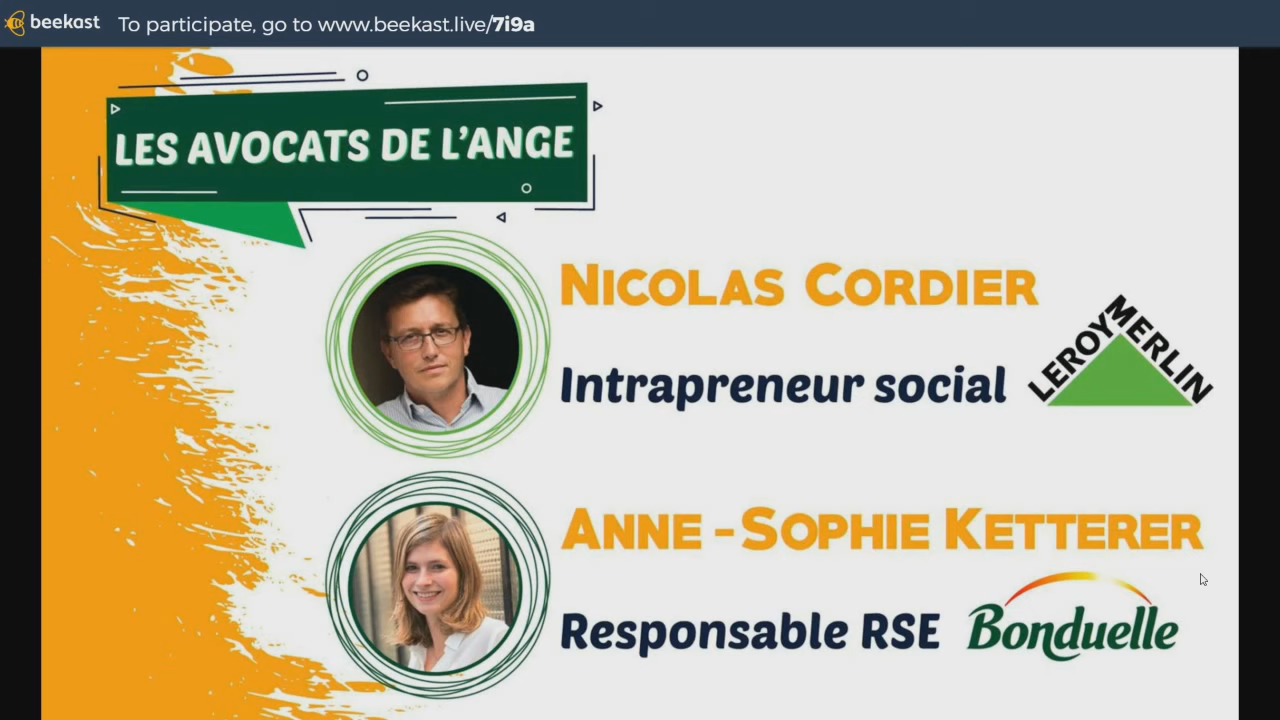 beekast To participate, go to www.beekast.live/7i9a
LES AVOCATS DE L'ANGE
NICOLAS CORDIER
Intrapreneur social
LEROY MERLIN
ANNE-SOPHIE KETTERER
Responsable RSE
Bonduelle